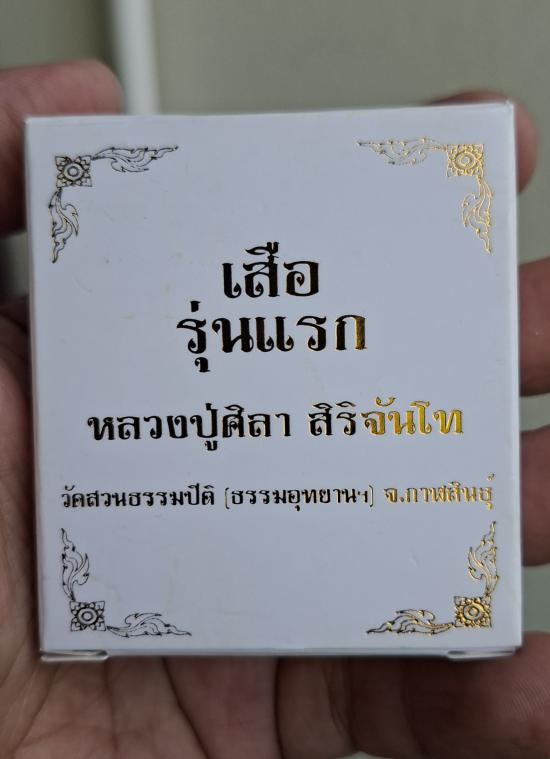 เสือ
รุ่นแรก
หลวงปู่ศิลา สิริจันโท
วัดสวนธรรมปีติ (ธรรมอุทยานฯ) จ.กาฬสินธุ์